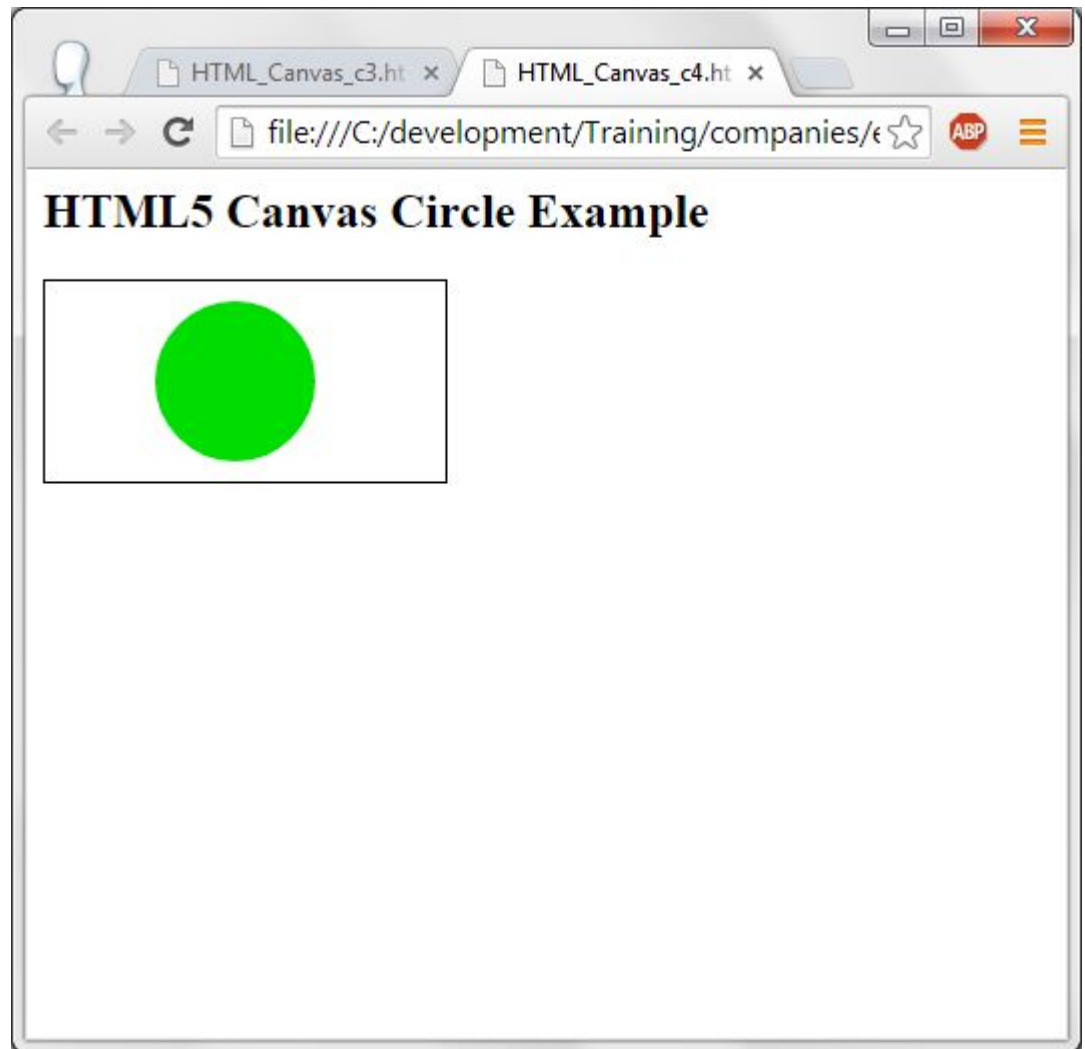 HTML_Canvas_c3.ht
HTML_Canvas_c4.ht
file:///C:/development/Training/companies/e
ABP
HTML5 Canvas Circle Example